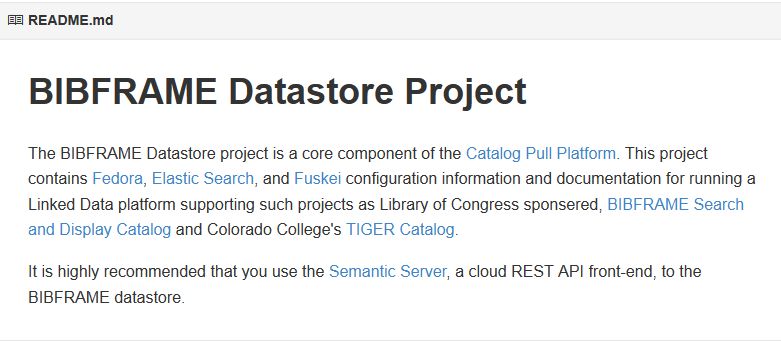 README.md
BIBFRAME Datastore Project
The BIBFRAME Datastore project is a core component of the Catalog Pull Platform. This project
contains Fedora, Elastic Search, and Fuskei configuration information and documentation for running a
Linked Data platform supporting such projects as Library of Congress sponsered, BIBFRAME Search
and Display Catalog and Colorado College's TIGER Catalog.
It is highly recommended that you use the Semantic Server, a cloud REST API front-end, to the
BIBFRAME datastore.